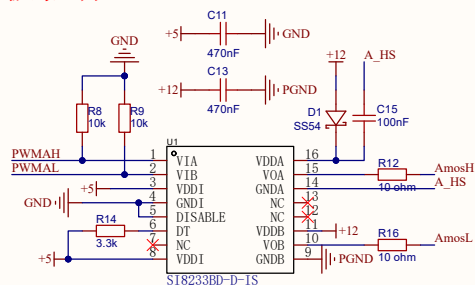 C11
GND
+5
GND
470nF
+12
A_HS
C13
+12
PGND
470nF
R8
10k
R9
10k
D1
SS54
C15
100nF
U1
PWMAH
1
VIA
VDDA
16
R12
AmosH
PWMAL
2
VIB
VOA
15
10 ohm
+5
3
VDDI
GNDA
14
A_HS
GND
4
GNDI
NC
13
5
DISABLE
NC
12
R14
6
DT
VDDB
11
+12
3.3k
7
NC
VOB
10
R16
AmosL
+5
8
VDDI
GNDB
9
PGND
10 ohm
SI8233BD-D-IS